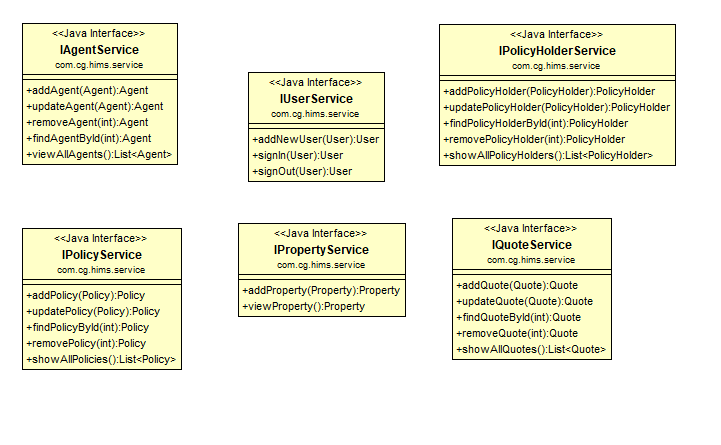 <<Java Interface>>
IAgentService
com.cg.hims.service
+addAgent(Agent):Agent
+updateAgent(Agent):Agent
+removeAgent(int):Agent
+findAgentById(int):Agent
+viewAllAgents():List<Agent>
<<Java Interface>>
IUserService
com.cg.hims.service
+addNewUser(User):User
+signIn(User):User
+signOut(User):User
<<Java Interface>>
IPolicyHolderService
com.cg.hims.service
+addPolicyHolder(PolicyHolder):PolicyHolder
+updatePolicyHolder(PolicyHolder):PolicyHolder
+findPolicyHolderById(int):PolicyHolder
+removePolicyHolder(int):PolicyHolder
+showAllPolicyHolders():List<PolicyHolder>
<<Java Interface>>
IPolicyService
com.cg.hims.service
+addPolicy(Policy):Policy
+updatePolicy(Policy):Policy
+findPolicyById(int):Policy
+removePolicy(int):Policy
+showAllPolicies():List<Policy>
<<Java Interface>>
IPropertyService
com.cg.hims.service
+addProperty(Property):Property
+viewProperty():Property
<<Java Interface>>
IQuoteService
com.cg.hims.service
+addQuote(Quote):Quote
+updateQuote(Quote):Quote
+findQuoteById(int):Quote
+removeQuote(int):Quote
+showAllQuotes():List<Quote>